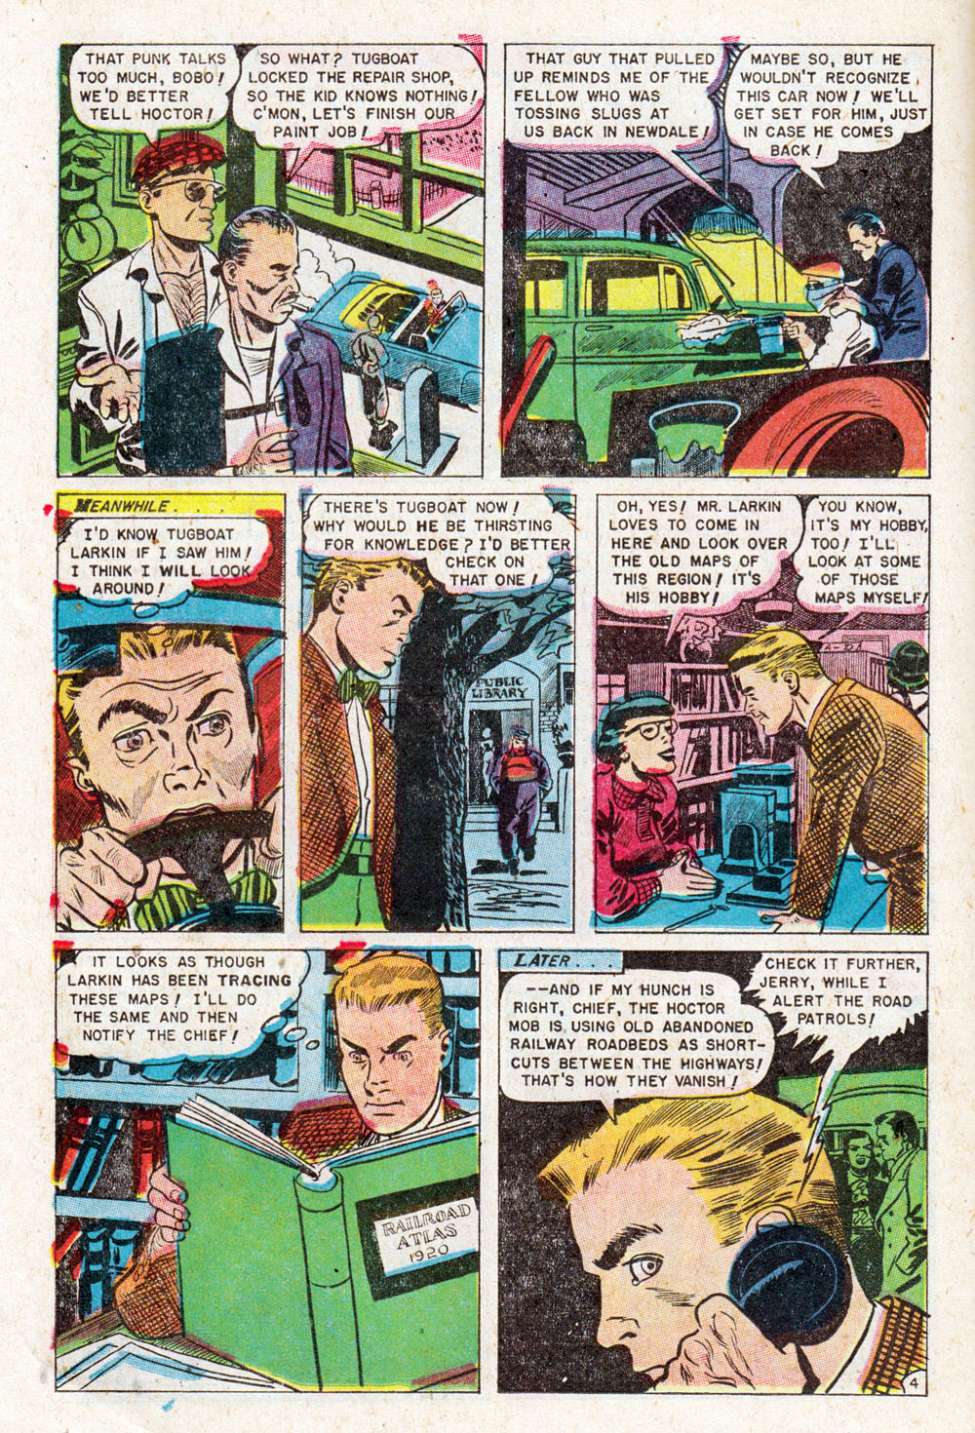 THAT PUNK TALKS
TOO MUCH, BOBO!
WE'D BETTER
TELL HOCTOR!
SO WHAT? TUGBOAT
LOCKED THE REPAIR SHOP,
SO THE KID KNOWS NOTHING!
C'MON, LET'S FINISH OUR
PAINT JOB!
THAT GUY THAT PULLED
UP REMINDS ME OF THE
FELLOW WHO WAS
TOSSING SLUGS AT
US BACK IN NEWDALE!
MAYBE SO, BUT HE
WOULDN'T RECOGNIZE
THIS CAR NOW! WE'LL
GET SET FOR HIM, JUST
IN CASE HE COMES
BACK!
MEANWHILE....
I'D KNOW TUGBOAT
LARKIN IF I SAW HIM!
I THINK I WILL LOOK
AROUND!
THERE'S TUGBOAT NOW!
WHY WOULD HE BE THIRSTING
FOR KNOWLEDGE? I'D BETTER
CHECK ON
THAT ONE!
PUBLIC
LIBRARY
OH, YES! MR. LARKIN
LOVES TO COME IN
HERE AND LOOK OVER
THE OLD MAPS OF
THIS REGION! IT'S
HIS HOBBY!
YOU KNOW,
IT'S MY HOBBY,
TOO! I'LL
LOOK AT SOME
OF THOSE
MAPS MYSELF!
IT LOOKS AS THOUGH
LARKIN HAS BEEN TRACING
THESE MAPS! I'LL DO
THE SAME AND THEN
NOTIFY THE CHIEF!
RAILROAD
ATLAS
1920
LATER...
--AND IF MY HUNCH IS
RIGHT, CHIEF, THE HOCTOR
MOB IS USING OLD ABANDONED
RAILWAY ROADBEDS AS SHORT-
CUTS BETWEEN THE HIGHWAYS!
THAT'S HOW THEY VANISH!
CHECK IT FURTHER,
JERRY, WHILE I
ALERT THE ROAD
PATROLS!
4